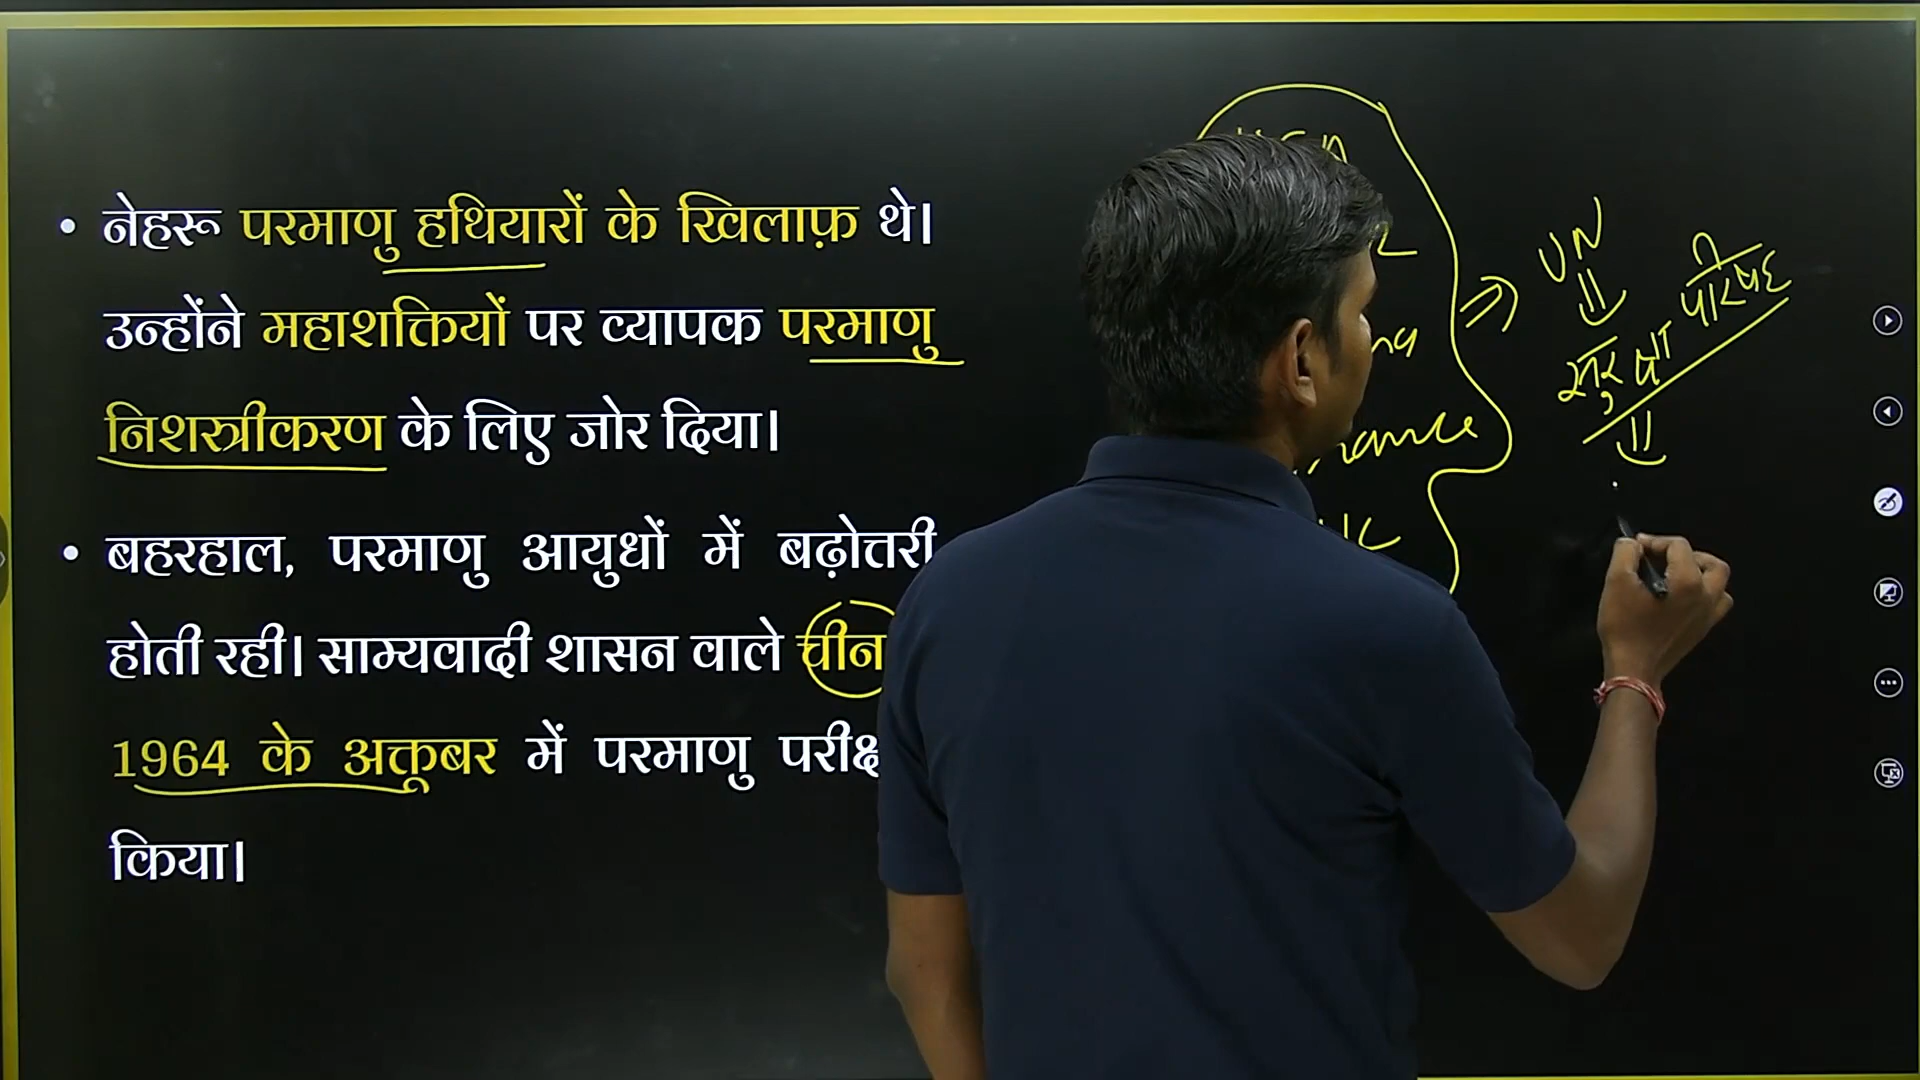 • नेहरू परमाणु हथियारों के खिलाफ़ थे।
उन्होंने महाशक्तियों पर व्यापक परमाणु
निशस्त्रीकरण के लिए जोर दिया।
• बहरहाल, परमाणु आयुधों में बढ़ोत्तरी
होती रही। साम्यवादी शासन वाले चीन
1964 के अक्तूबर में परमाणु
किया।
UN
सुरक्षा परिषद